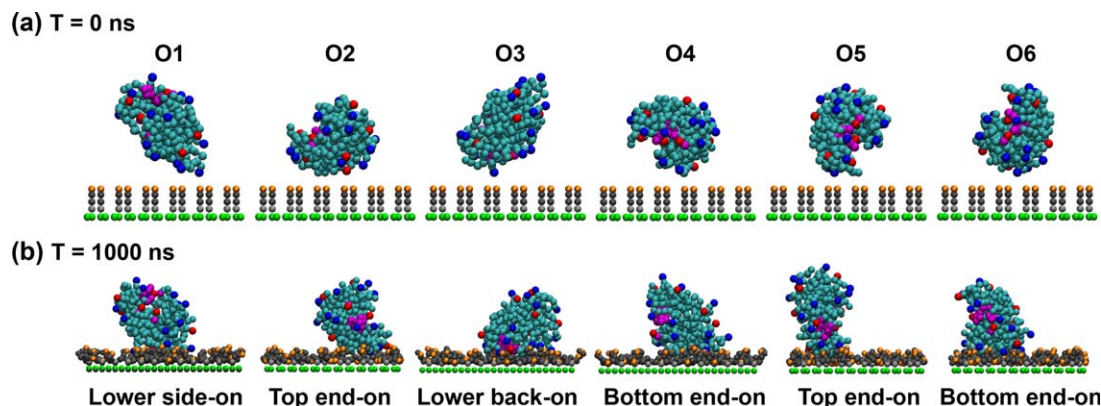 (a) T = 0 ns
O1 O2 O3 O4 O5 O6
(b) T = 1000 ns
Lower side-on Top end-on Lower back-on Bottom end-on Top end-on Bottom end-on